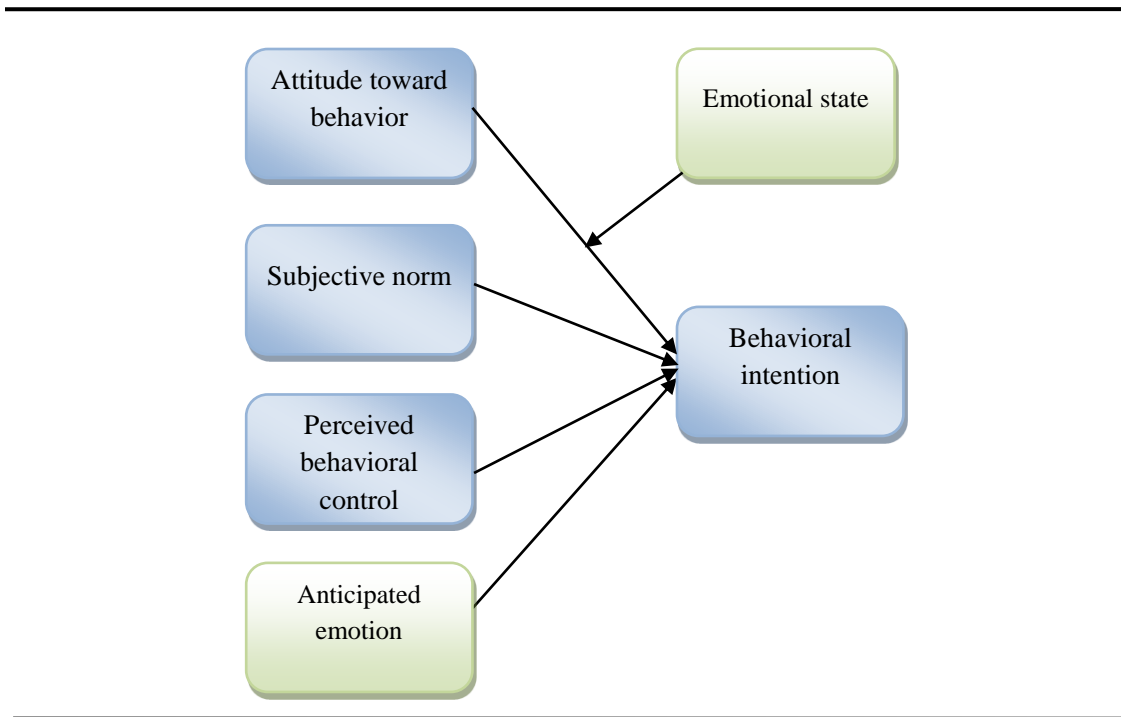 Attitude toward
behavior
Emotional state
Subjective norm
Behavioral
intention
Perceived
behavioral
control
Anticipated
emotion